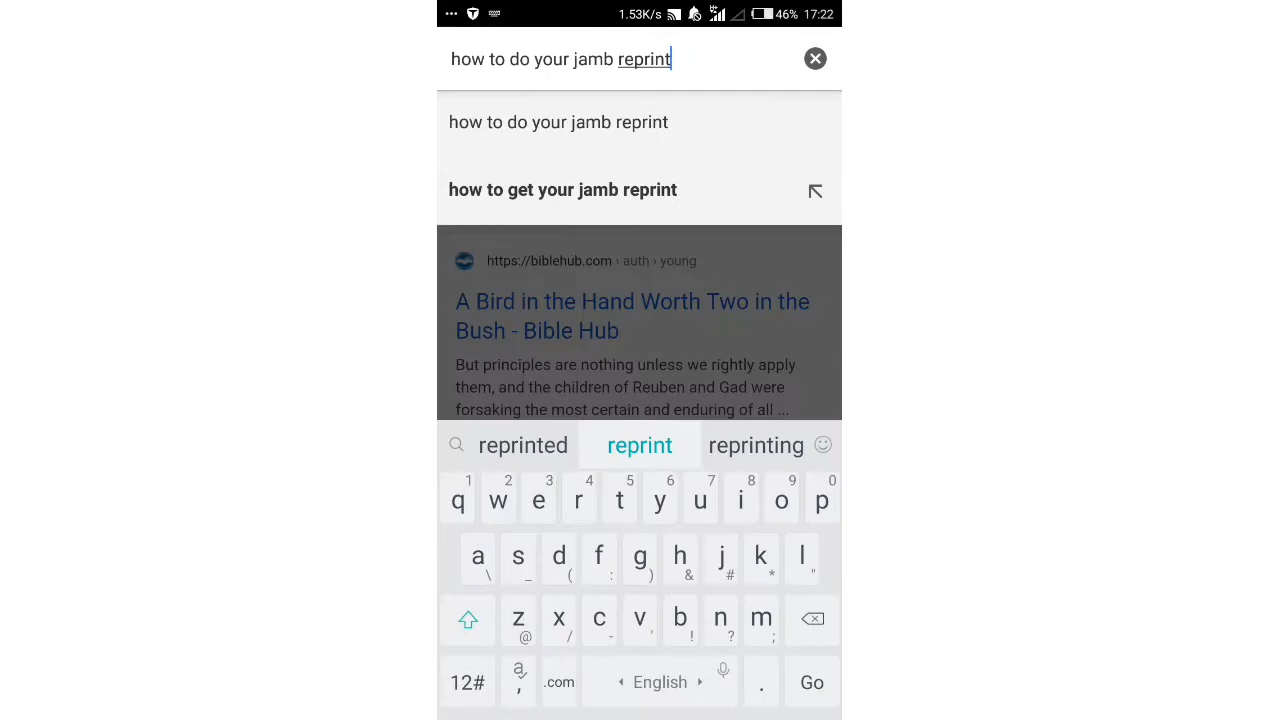 1.53K/s 46% 17:22
how to do your jamb reprint
how to do your jamb reprint
how to get your jamb reprint
https://biblehub.com › auth › young
A Bird in the Hand Worth Two in the
Bush - Bible Hub
But principles are nothing unless we rightly apply
them, and the children of Reuben and Gad were
forsaking the most certain and enduring of all ...
reprinted reprint reprinting
1 2 3 4 5 6 7 8 9 0
q w e r t y u i o p
a s d f g h j k l
\ _ ( : ) & # * "
z x c v b n m
@ / - ' ! ? ;
12# a , .com English . Go